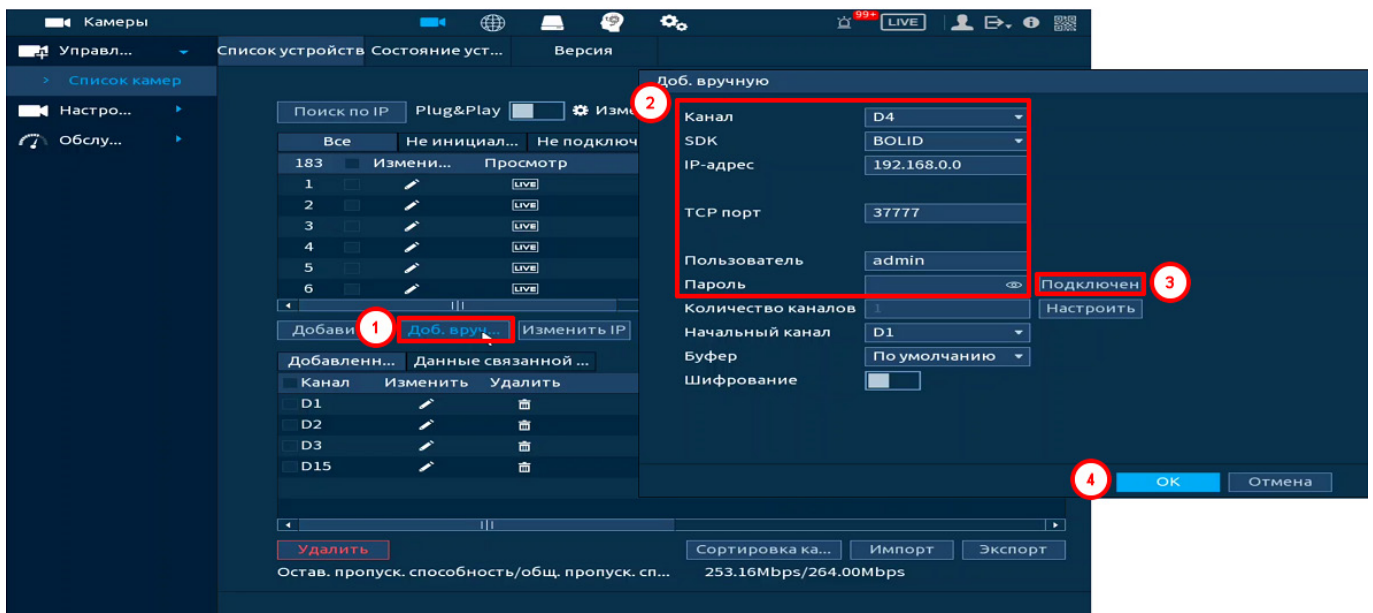 Камеры 99+ LIVE
Управл... Список устройств Состояние уст... Версия
> Список камер
Настро...
Обслу...
Поиск по IP Plug&Play Изме
Все Не инициал... Не подключ
183 Измени... Просмотр
1 LIVE
2 LIVE
3 LIVE
4 LIVE
5 LIVE
6 LIVE
Добави 1 Доб. вруч... Изменить IP
Добавленн... Данные связанной ...
Канал Изменить Удалить
D1
D2
D3
D15
Удалить Сортировка ка... Импорт Экспорт
Остав. пропуск. способность/общ. пропуск. сп... 253.16Mbps/264.00Mbps
Доб. вручную
2
Канал D4
SDK BOLID
IP-адрес 192.168.0.0
TCP порт 37777
Пользователь admin
Пароль Подключен 3
Количество каналов 1 Настроить
Начальный канал D1
Буфер По умолчанию
Шифрование
4 OK Отмена